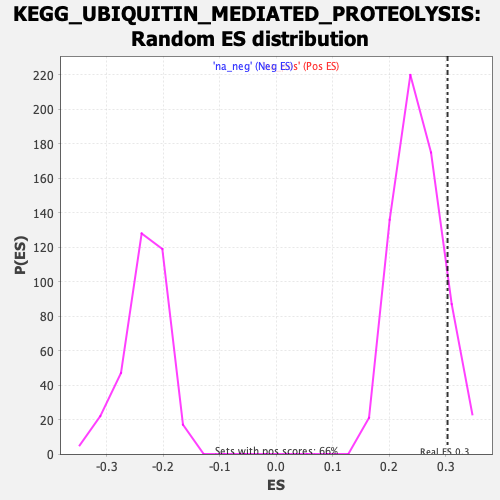 KEGG_UBIQUITIN_MEDIATED_PROTEOLYSIS:
Random ES distribution
'na_neg' (Neg ES)s' (Pos ES)
220
200
180
160
140
120
100
80
60
40
20
0
P(ES)
Sets with pos scores: 66%
Real ES 0.3
-0.3 -0.2 -0.1 0.0 0.1 0.2 0.3
ES